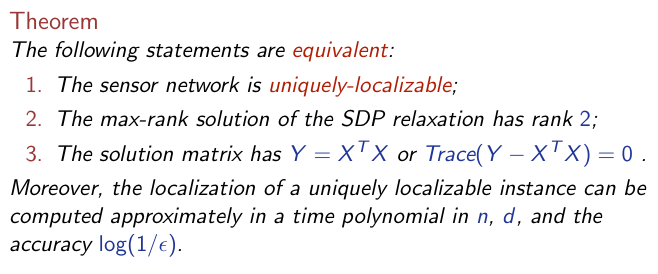 Theorem
The following statements are equivalent:
1. The sensor network is uniquely-localizable;
2. The max-rank solution of the SDP relaxation has rank 2;
3. The solution matrix has Y = X^T X or Trace(Y − X^T X) = 0 .
Moreover, the localization of a uniquely localizable instance can be
computed approximately in a time polynomial in n, d, and the
accuracy log(1/ϵ).